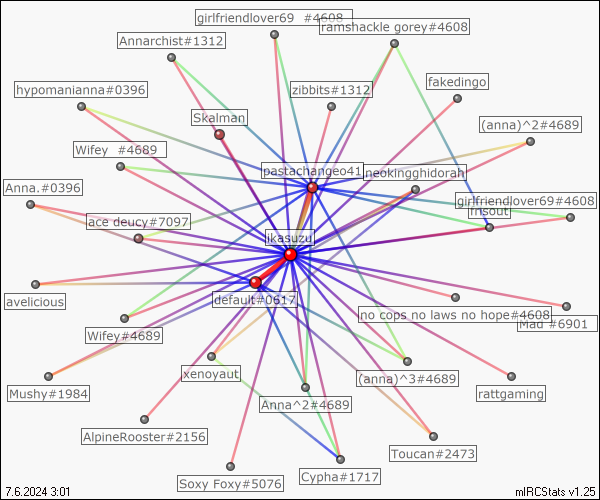 girlfriendlover69 #4608
ramshackle gorey#4608
Annarchist#1312
fakedingo
hypomanianna#0396
zibbits#1312
Skalman
(anna)^2#4689
Wifey #4689
pastachangeo41
neokingghidorah
Anna.#0396
girlfriendlover69#4608
frisout
ace deucy#7097
ikasuzu
avelicious
default#0617
no cops no laws no hope#4608
Mad #6901
Wifey#4689
xenoyaut
(anna)^3#4689
rattgaming
Mushy#1984
Anna^2#4689
AlpineRooster#2156
Toucan#2473
Soxy Foxy#5076
Cypha#1717
7.6.2024 3:01
mIRCStats v1.25